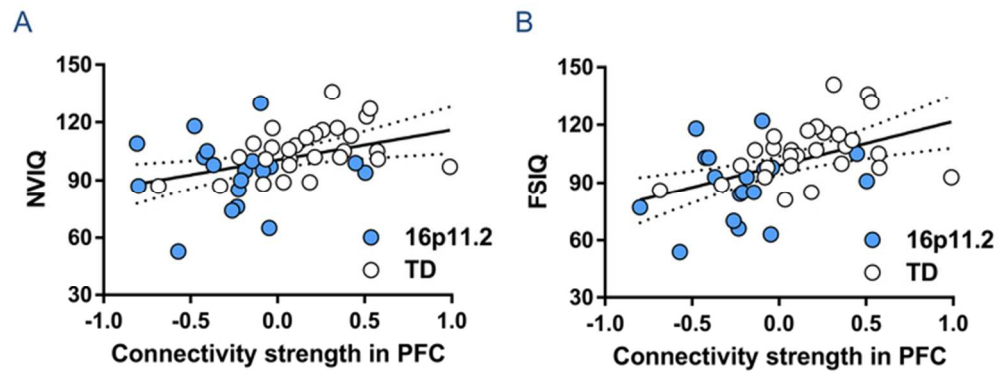 A
B
150
120
90
60
30
NVIQ
-1.0 -0.5 0.0 0.5 1.0
Connectivity strength in PFC
16p11.2
TD
150
120
90
60
30
FSIQ
-1.0 -0.5 0.0 0.5 1.0
Connectivity strength in PFC
16p11.2
TD